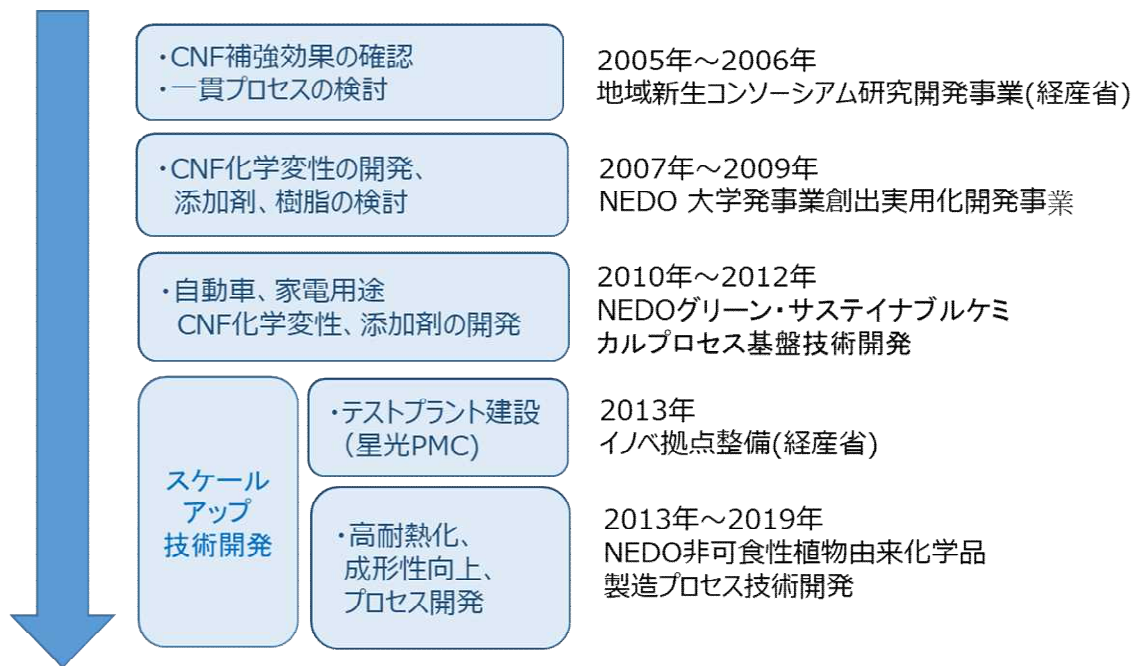 ・CNF補強効果の確認
・一貫プロセスの検討
2005年～2006年
地域新生コンソーシアム研究開発事業(経産省)
・CNF化学変性の開発、
添加剤、樹脂の検討
2007年～2009年
NEDO 大学発事業創出実用化開発事業
・自動車、家電用途
CNF化学変性、添加剤の開発
2010年～2012年
NEDOグリーン・サステイナブルケミ
カルプロセス基盤技術開発
スケール
アップ
技術開発
・テストプラント建設
（星光PMC)
2013年
イノベ拠点整備(経産省)
・高耐熱化、
成形性向上、
プロセス開発
2013年～2019年
NEDO非可食性植物由来化学品
製造プロセス技術開発